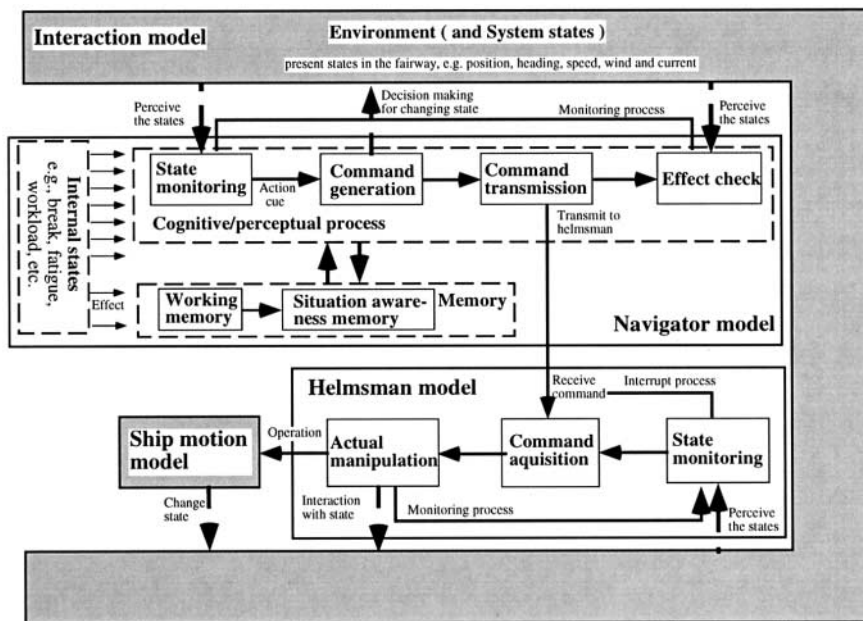 Interaction model
Environment ( and System states )
present states in the fairway, e.g. position, heading, speed, wind and current
Perceive
the states
Decision making
for changing state
Monitoring process
Perceive
the states
Internal states
e.g., break, fatigue,
workload, etc.
State
monitoring
Action
cue
Command
generation
Command
transmission
Effect check
Cognitive/perceptual process
Transmit to
helmsman
Effect
Working
memory
Situation aware-
ness memory
Memory
Navigator model
Helmsman model
Receive
command
Interrupt process
Ship motion
model
Operation
Actual
manipulation
Command
aquisition
State
monitoring
Change
state
Interaction
with state
Monitoring process
Perceive
the states